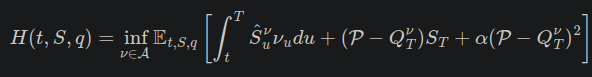 H(t, S, q) = inf_{ν∈𝒜} 𝔼_{t,S,q} [ ∫_t^T Ŝ_u^ν ν_u du + (𝒫 − Q_T^ν) S_T + α(𝒫 − Q_T^ν)^2 ]